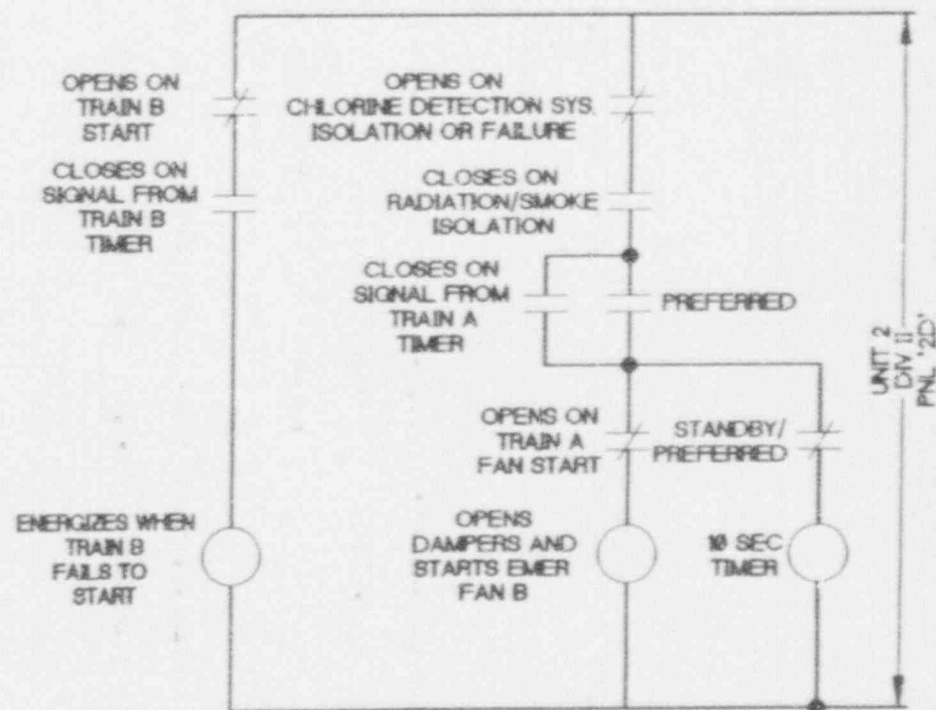 OPENS ON
TRAIN B
START
CLOSES ON
SIGNAL FROM
TRAIN B
TIMER
OPENS ON
CHLORINE DETECTION SYS.
ISOLATION OR FAILURE
CLOSES ON
RADIATION/SMOKE
ISOLATION
CLOSES ON
SIGNAL FROM
TRAIN A
TIMER
PREFERRED
OPENS ON
TRAIN A
FAN START
STANDBY/
PREFERRED
ENERGIZES WHEN
TRAIN B
FAILS TO
START
OPENS
DAMPERS AND
STARTS EMER
FAN B
10 SEC
TIMER
UNIT 2
DIV II
PNL '2D'